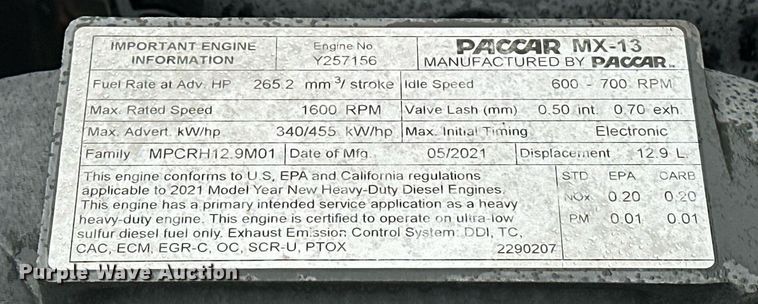 IMPORTANT ENGINE INFORMATION
Engine No. Y257156
PACCAR MX-13
MANUFACTURED BY PACCAR INC
Fuel Rate at Adv. HP 265.2 mm³/ stroke Idle Speed 600 - 700 RPM
Max. Rated Speed 1600 RPM Valve Lash (mm) 0.50 int. 0.70 exh.
Max. Advert. kW/hp 340/455 kW/hp Max. Initial Timing Electronic
Family MPCRH12.9M01 Date of Mfg. 05/2021 Displacement 12.9 L.
This engine conforms to U.S, EPA and California regulations
applicable to 2021 Model Year New Heavy-Duty Diesel Engines.
This engine has a primary intended service application as a heavy
heavy-duty engine. This engine is certified to operate on ultra-low
sulfur diesel fuel only. Exhaust Emission Control System: DDI, TC,
CAC, ECM, EGR-C, OC, SCR-U, PTOX 2290207
STD EPA CARB
NOx 0.20 0.20
PM 0.01 0.01
Purple Wave Auction